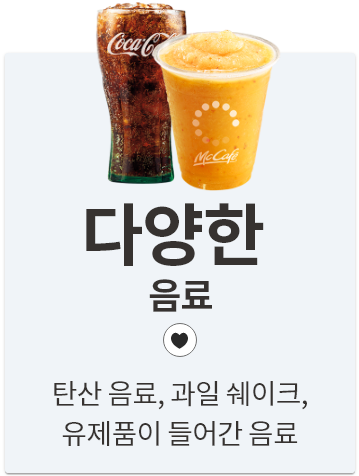 Coca-Cola
McCafé
다양한
음료
탄산 음료, 과일 쉐이크,
유제품이 들어간 음료